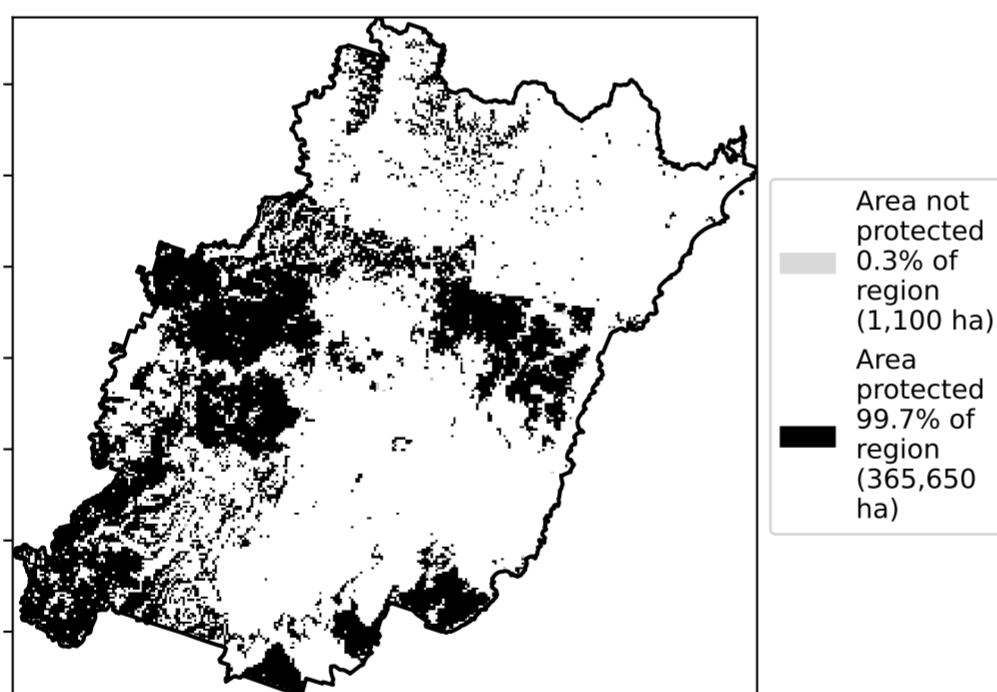 Area not
protected
0.3% of
region
(1,100 ha)
Area
protected
99.7% of
region
(365,650
ha)